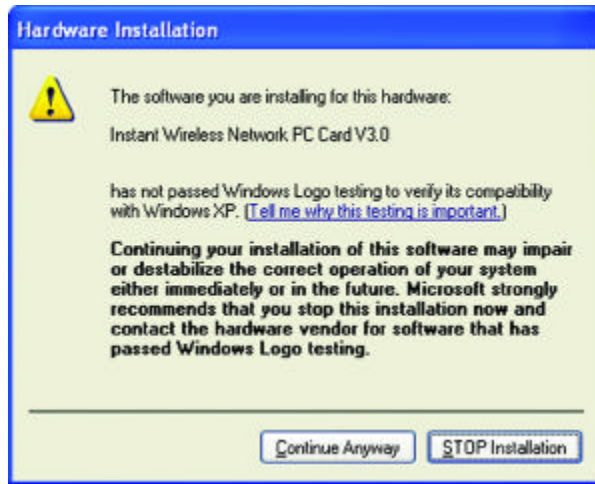 Hardware Installation
The software you are installing for this hardware:
Instant Wireless Network PC Card V3.0
has not passed Windows Logo testing to verify its compatibility
with Windows XP. (Tell me why this testing is important.)
Continuing your installation of this software may impair
or destabilize the correct operation of your system
either immediately or in the future. Microsoft strongly
recommends that you stop this installation now and
contact the hardware vendor for software that has
passed Windows Logo testing.
Continue Anyway
STOP Installation